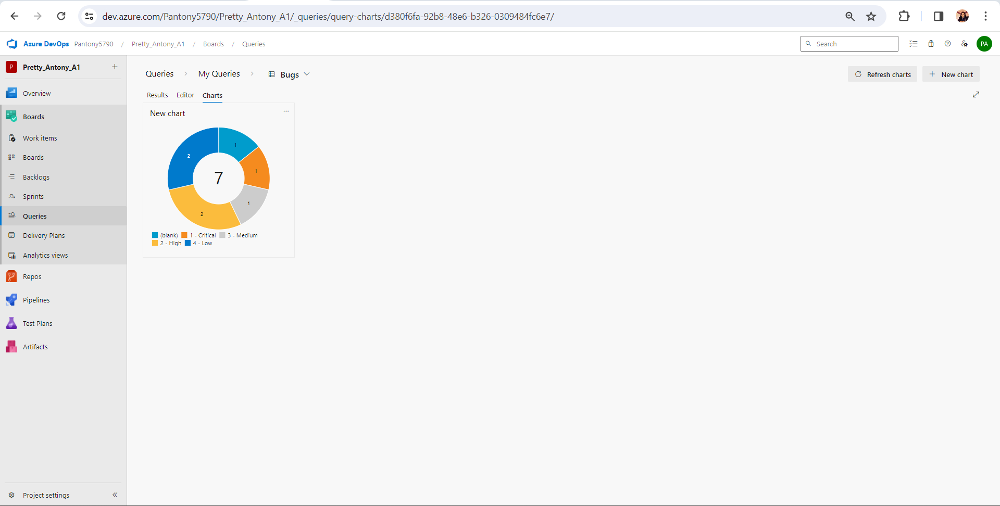 dev.azure.com/Pantony5790/Pretty_Antony_A1/_queries/query-charts/d380f6fa-92b8-48e6-b326-0309484fc6e7/
Azure DevOps Pantony5790 / Pretty_Antony_A1 / Boards / Queries
Search
PA
P Pretty_Antony_A1
Overview
Boards
Work items
Boards
Backlogs
Sprints
Queries
Delivery Plans
Analytics views
Repos
Pipelines
Test Plans
Artifacts
Project settings
Queries > My Queries > Bugs
Refresh charts
New chart
Results Editor Charts
New chart
...
1
2
1
7
1
2
(blank) 1 - Critical 3 - Medium
2 - High 4 - Low